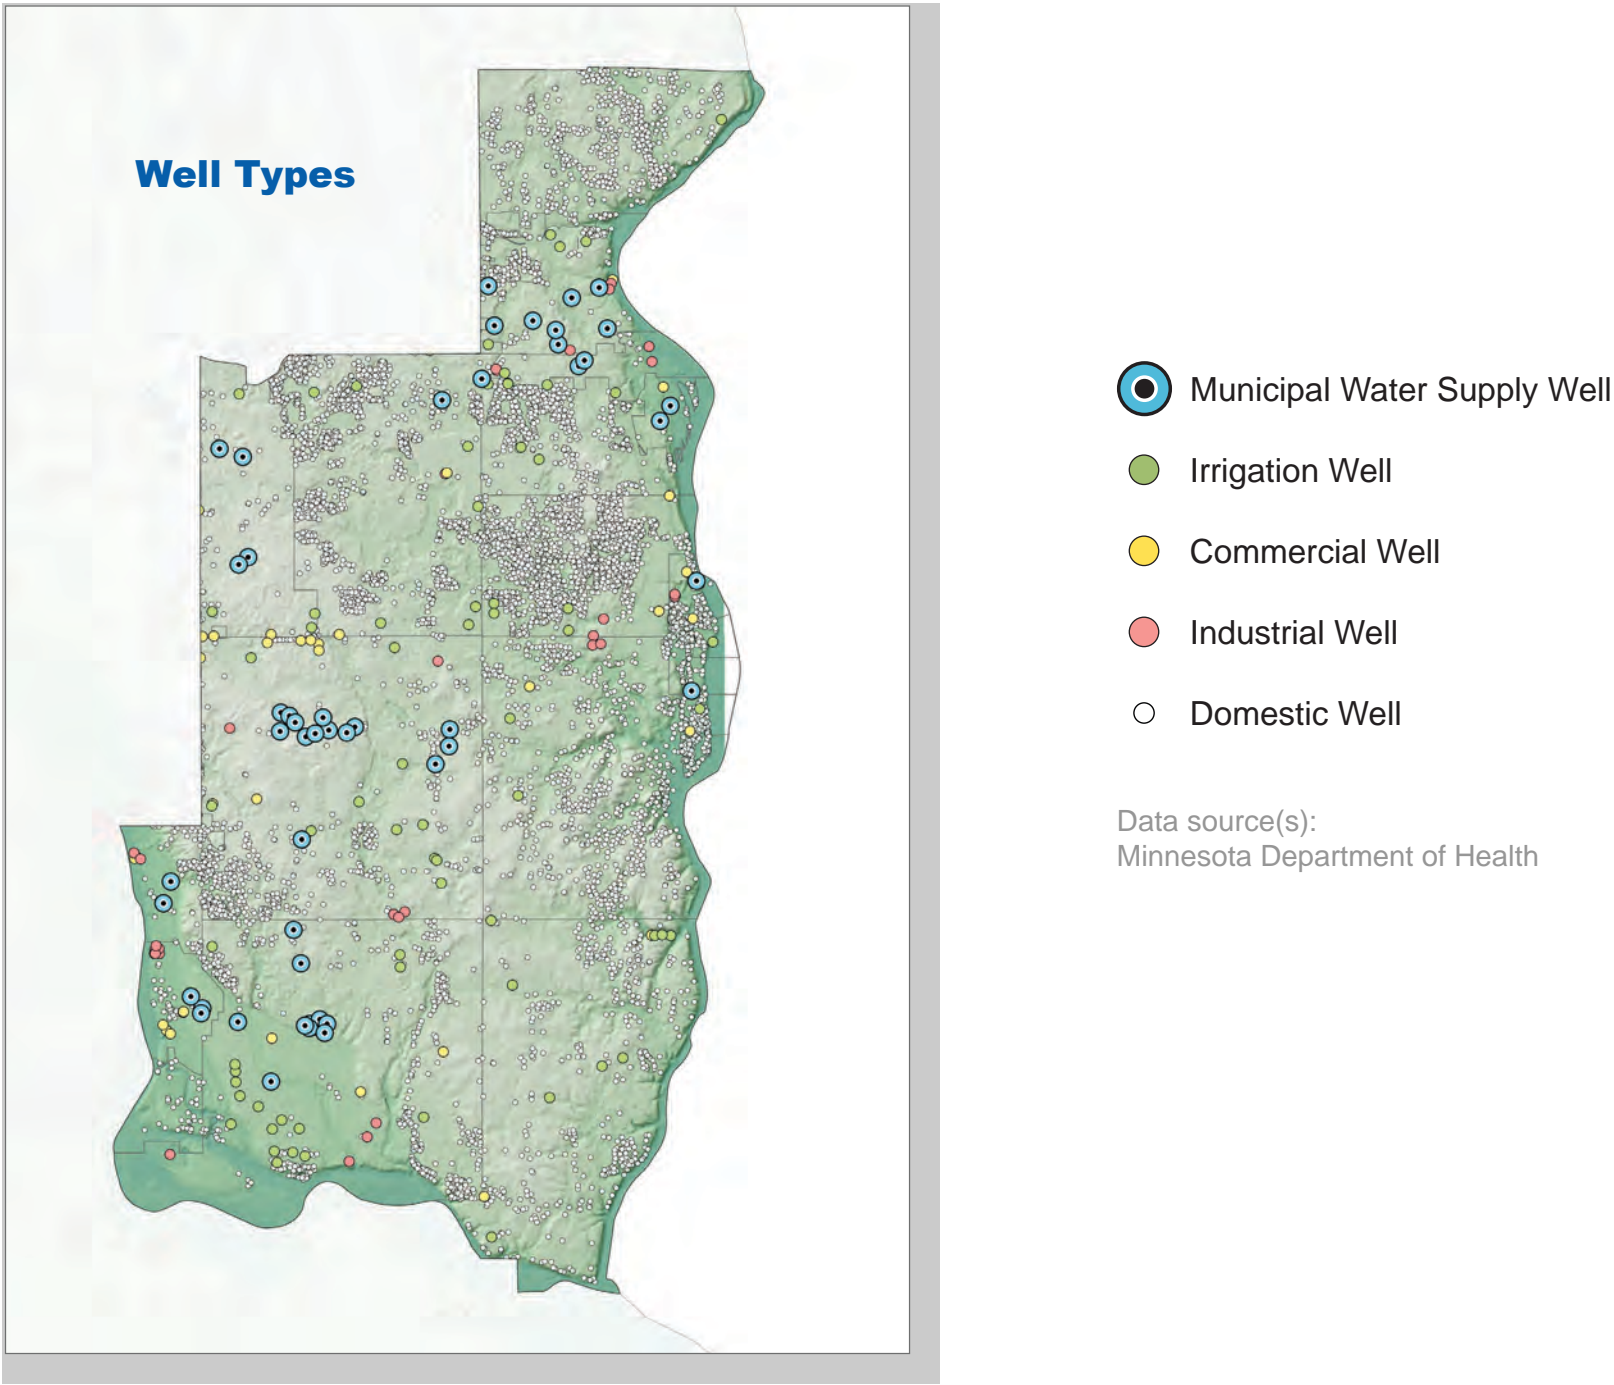 Well Types
Municipal Water Supply Well
Irrigation Well
Commercial Well
Industrial Well
Domestic Well
Data source(s):
Minnesota Department of Health